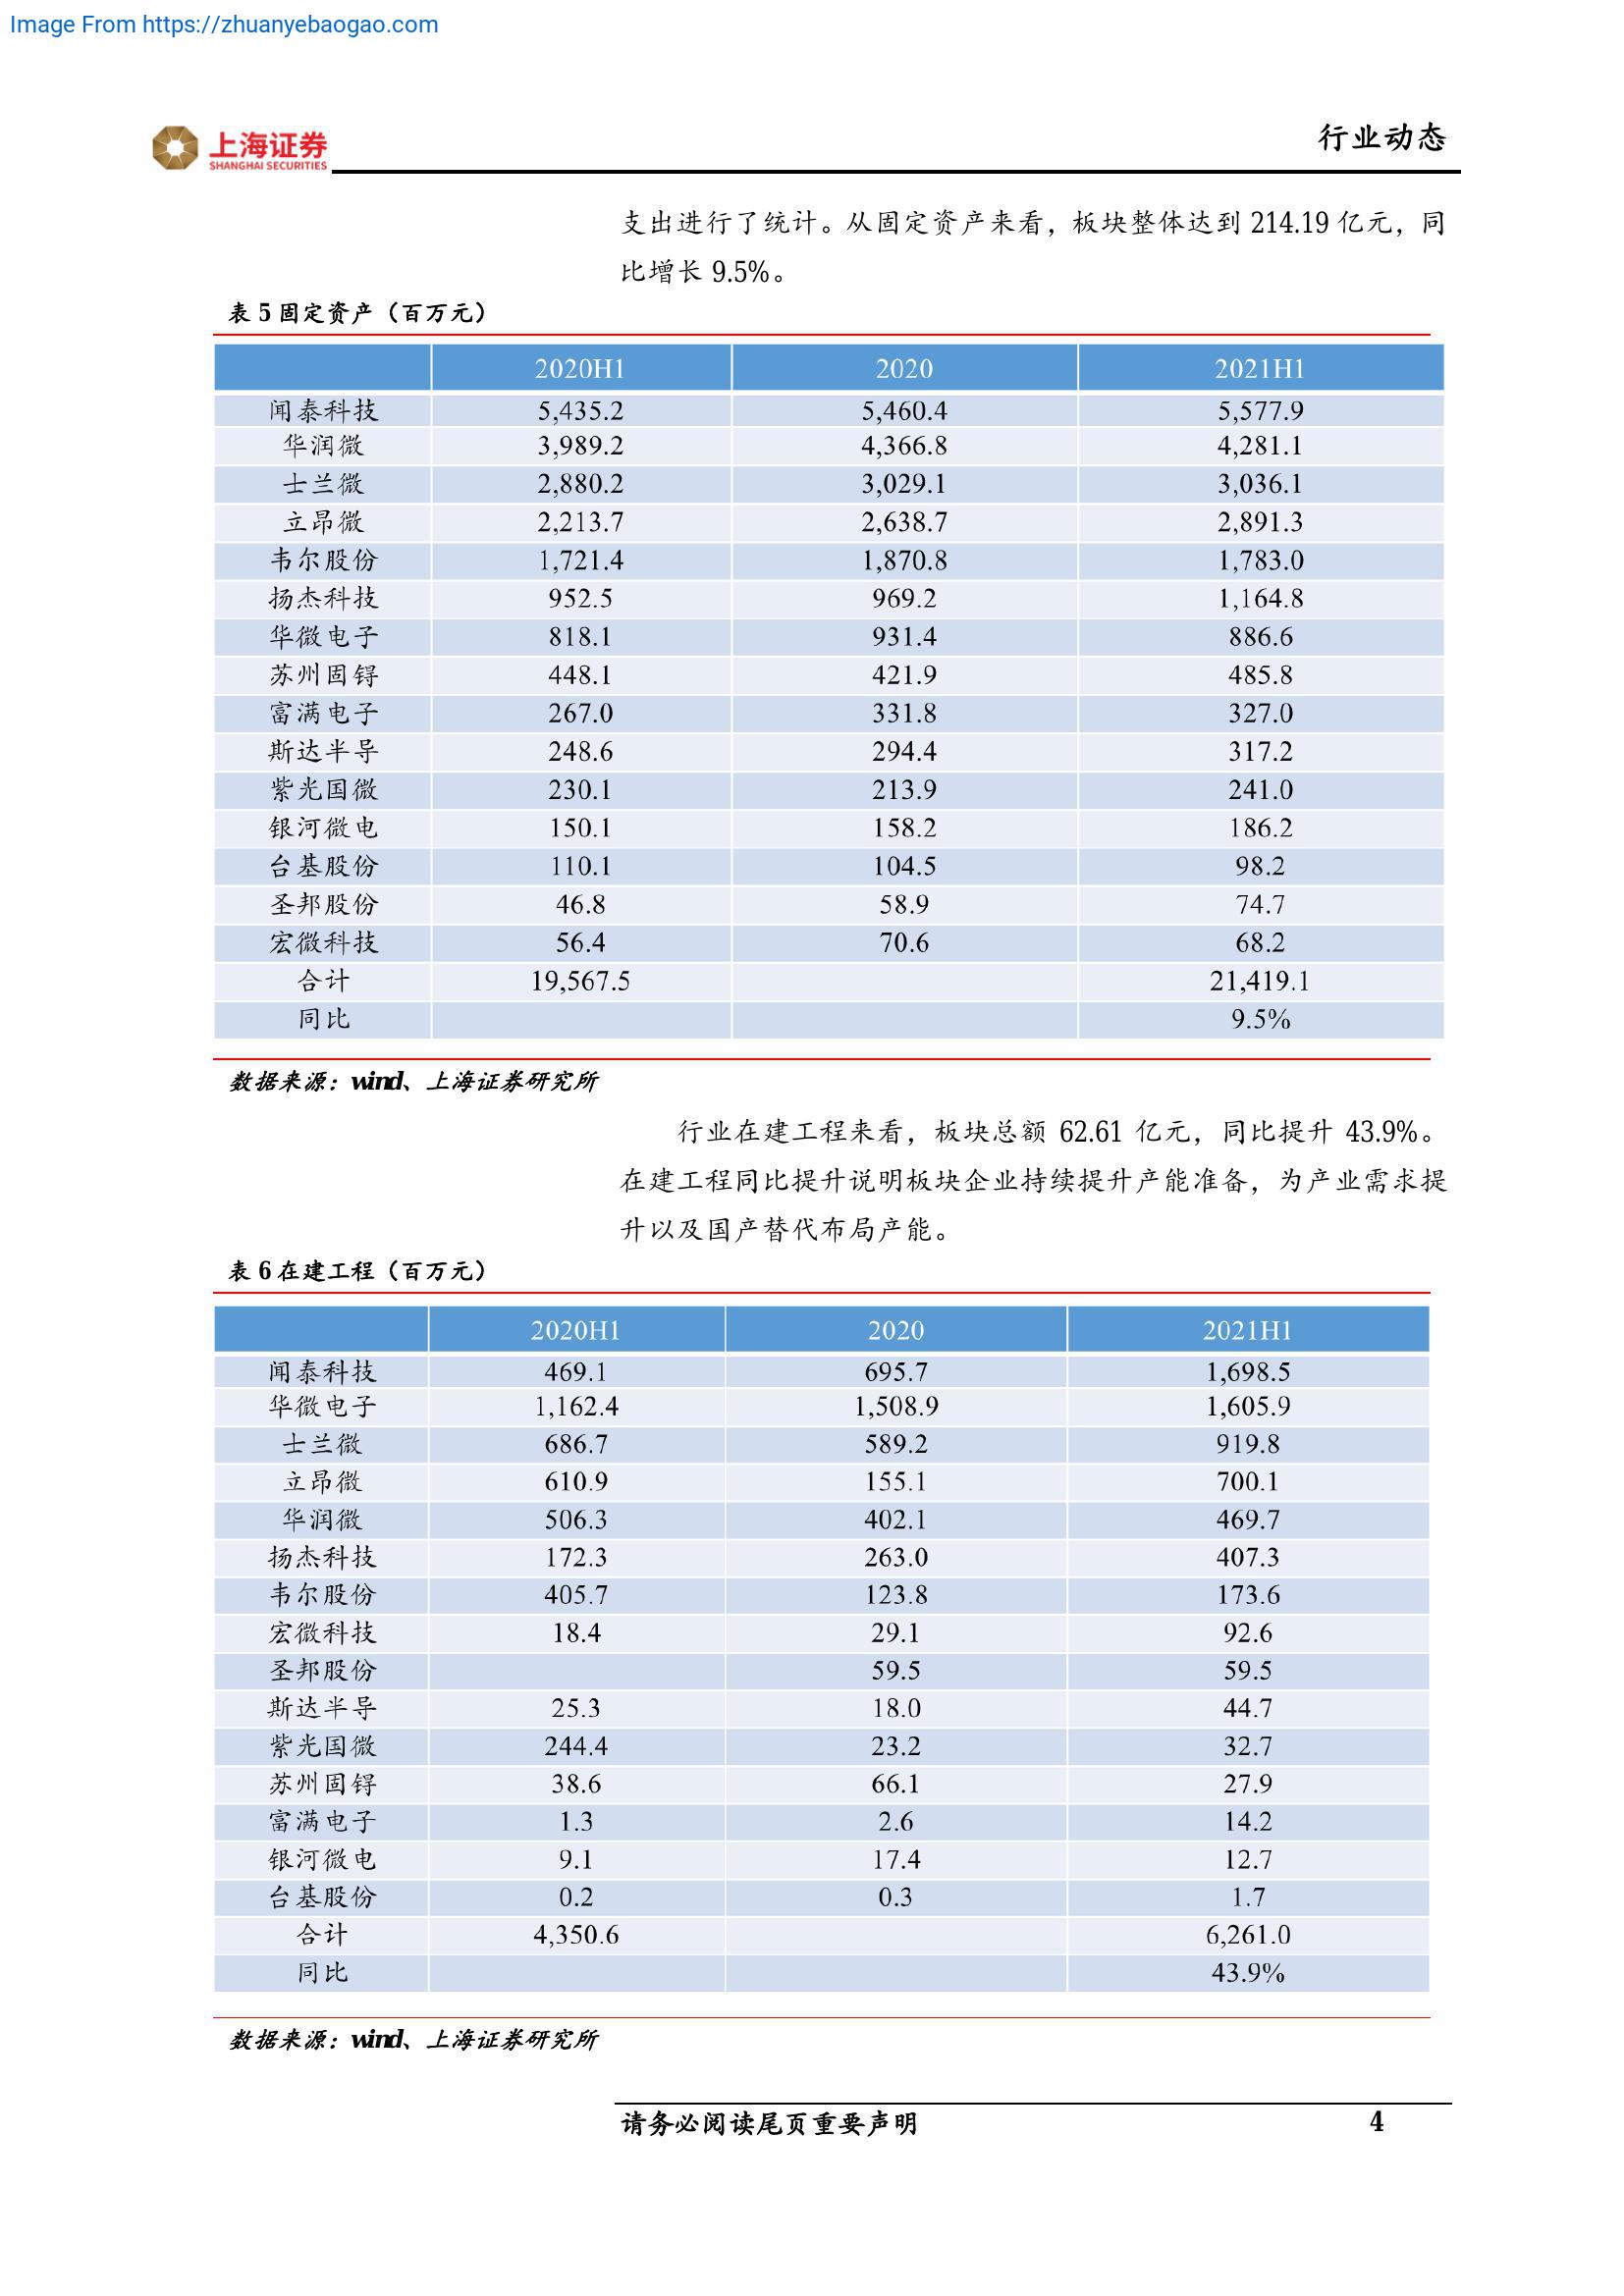 Image From https://zhuanyebaogao.com
上海证券
SHANGHAI SECURITIES
行业动态
支出进行了统计。从固定资产来看，板块整体达到 214.19 亿元，同
比增长 9.5%。
表 5 固定资产（百万元）
2020H1 2020 2021H1
闻泰科技 5,435.2 5,460.4 5,577.9
华润微 3,989.2 4,366.8 4,281.1
士兰微 2,880.2 3,029.1 3,036.1
立昂微 2,213.7 2,638.7 2,891.3
韦尔股份 1,721.4 1,870.8 1,783.0
扬杰科技 952.5 969.2 1,164.8
华微电子 818.1 931.4 886.6
苏州固锝 448.1 421.9 485.8
富满电子 267.0 331.8 327.0
斯达半导 248.6 294.4 317.2
紫光国微 230.1 213.9 241.0
银河微电 150.1 158.2 186.2
台基股份 110.1 104.5 98.2
圣邦股份 46.8 58.9 74.7
宏微科技 56.4 70.6 68.2
合计 19,567.5 21,419.1
同比 9.5%
数据来源：wind、上海证券研究所
行业在建工程来看，板块总额 62.61 亿元，同比提升 43.9%。
在建工程同比提升说明板块企业持续提升产能准备，为产业需求提
升以及国产替代布局产能。
表 6 在建工程（百万元）
2020H1 2020 2021H1
闻泰科技 469.1 695.7 1,698.5
华微电子 1,162.4 1,508.9 1,605.9
士兰微 686.7 589.2 919.8
立昂微 610.9 155.1 700.1
华润微 506.3 402.1 469.7
扬杰科技 172.3 263.0 407.3
韦尔股份 405.7 123.8 173.6
宏微科技 18.4 29.1 92.6
圣邦股份 59.5 59.5
斯达半导 25.3 18.0 44.7
紫光国微 244.4 23.2 32.7
苏州固锝 38.6 66.1 27.9
富满电子 1.3 2.6 14.2
银河微电 9.1 17.4 12.7
台基股份 0.2 0.3 1.7
合计 4,350.6 6,261.0
同比 43.9%
数据来源：wind、上海证券研究所
请务必阅读尾页重要声明 4